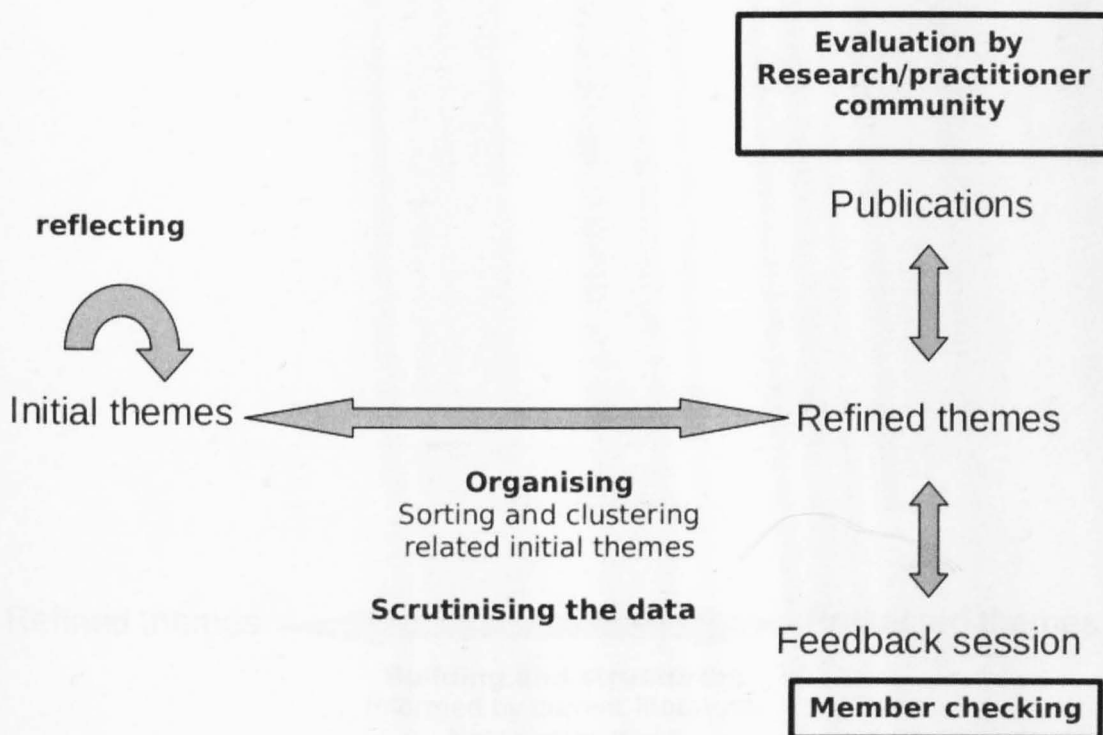 Evaluation by
Research/practitioner
community
Publications
reflecting
Initial themes
Refined themes
Organising
Sorting and clustering
related initial themes
Scrutinising the data
Feedback session
Member checking